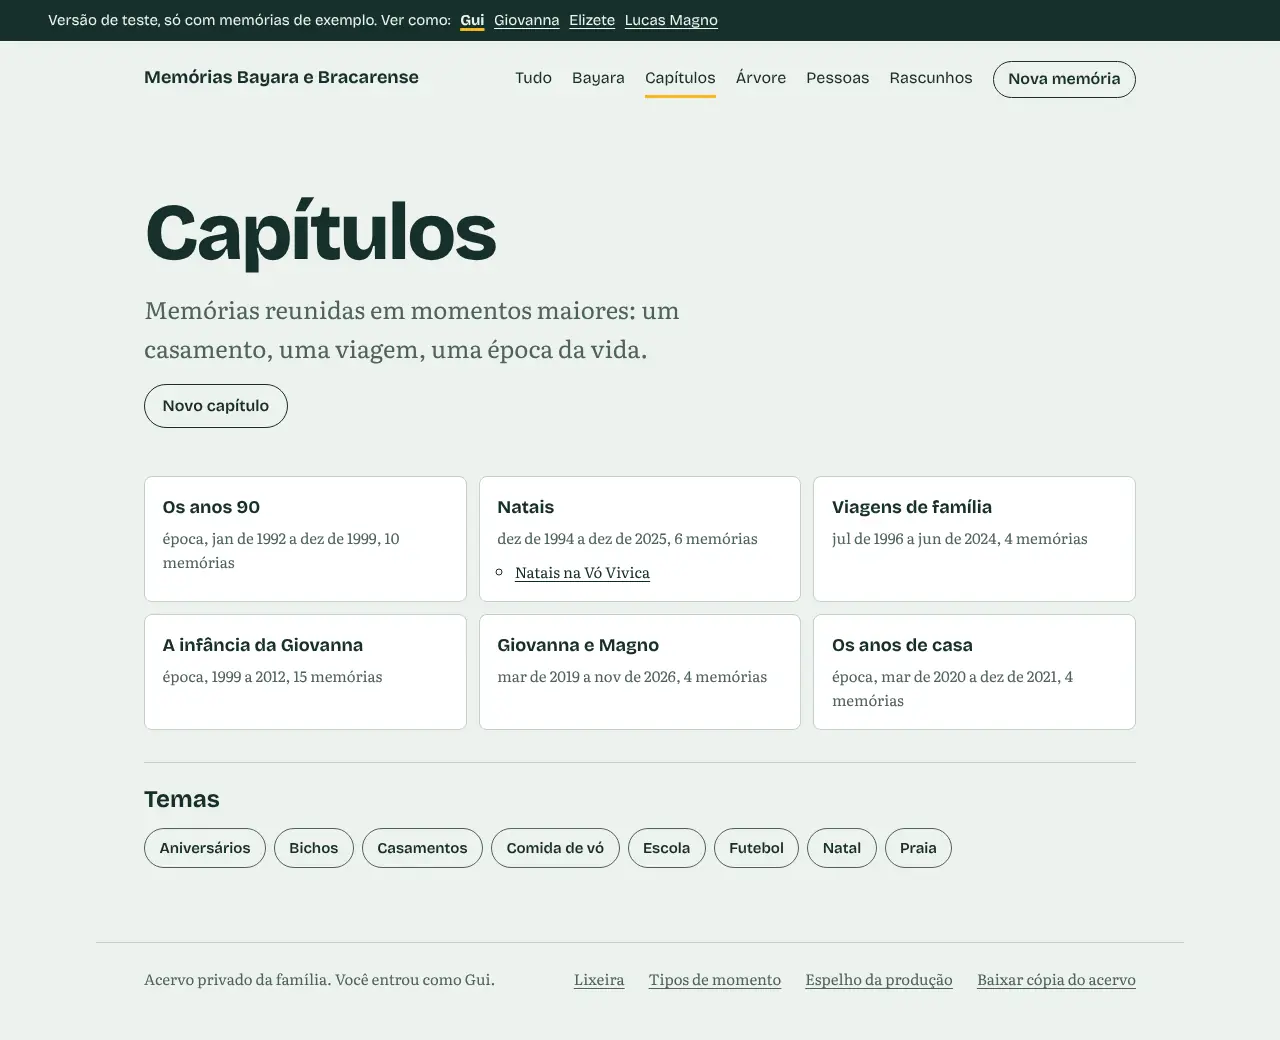 Versão de teste, só com memórias de exemplo. Ver como: Gui Giovanna Elizete Lucas Magno
Memórias Bayara e Bracarense
Tudo Bayara Capítulos Árvore Pessoas Rascunhos Nova memória
Capítulos
Memórias reunidas em momentos maiores: um
casamento, uma viagem, uma época da vida.
Novo capítulo
Os anos 90
época, jan de 1992 a dez de 1999, 10
memórias
Natais
dez de 1994 a dez de 2025, 6 memórias
Natais na Vó Vivica
Viagens de família
jul de 1996 a jun de 2024, 4 memórias
A infância da Giovanna
época, 1999 a 2012, 15 memórias
Giovanna e Magno
mar de 2019 a nov de 2026, 4 memórias
Os anos de casa
época, mar de 2020 a dez de 2021, 4
memórias
Temas
Aniversários Bichos Casamentos Comida de vó Escola Futebol Natal Praia
Acervo privado da família. Você entrou como Gui.
Lixeira Tipos de momento Espelho da produção Baixar cópia do acervo